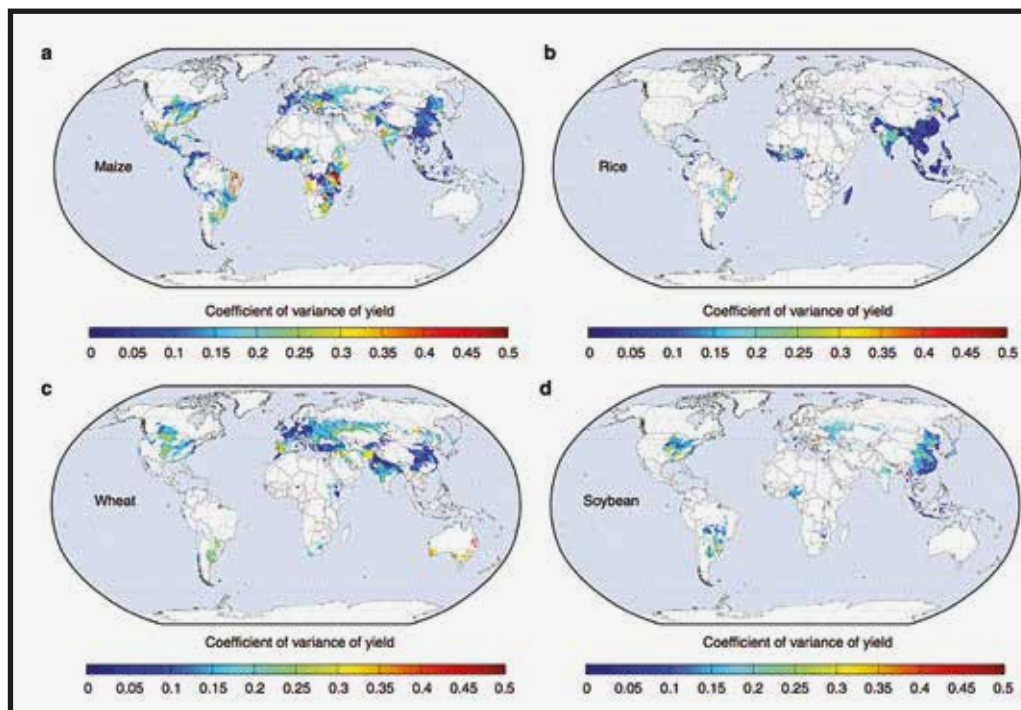 a
b
Maize
Rice
Coefficient of variance of yield
Coefficient of variance of yield
0 0.05 0.1 0.15 0.2 0.25 0.3 0.35 0.4 0.45 0.5
0 0.05 0.1 0.15 0.2 0.25 0.3 0.35 0.4 0.45 0.5
c
d
Wheat
Soybean
Coefficient of variance of yield
Coefficient of variance of yield
0 0.05 0.1 0.15 0.2 0.25 0.3 0.35 0.4 0.45 0.5
0 0.05 0.1 0.15 0.2 0.25 0.3 0.35 0.4 0.45 0.5